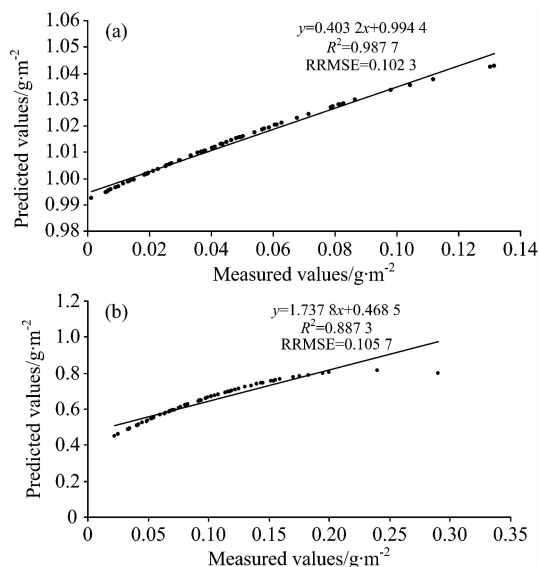 (a)
y=0.403 2x+0.994 4
R²=0.987 7
RRMSE=0.102 3
Predicted values/g·m⁻²
1.06
1.05
1.03
1.02
1.01
1.00
0.99
0.98
0 0.02 0.04 0.06 0.08 0.10 0.12 0.14
Measured values/g·m⁻²
(b)
y=1.737 8x+0.468 5
R²=0.887 3
RRMSE=0.105 7
Predicted values/g·m⁻²
1.2
1.0
0.8
0.6
0.4
0.2
0
0 0.05 0.10 0.15 0.20 0.25 0.30 0.35
Measured values/g·m⁻²